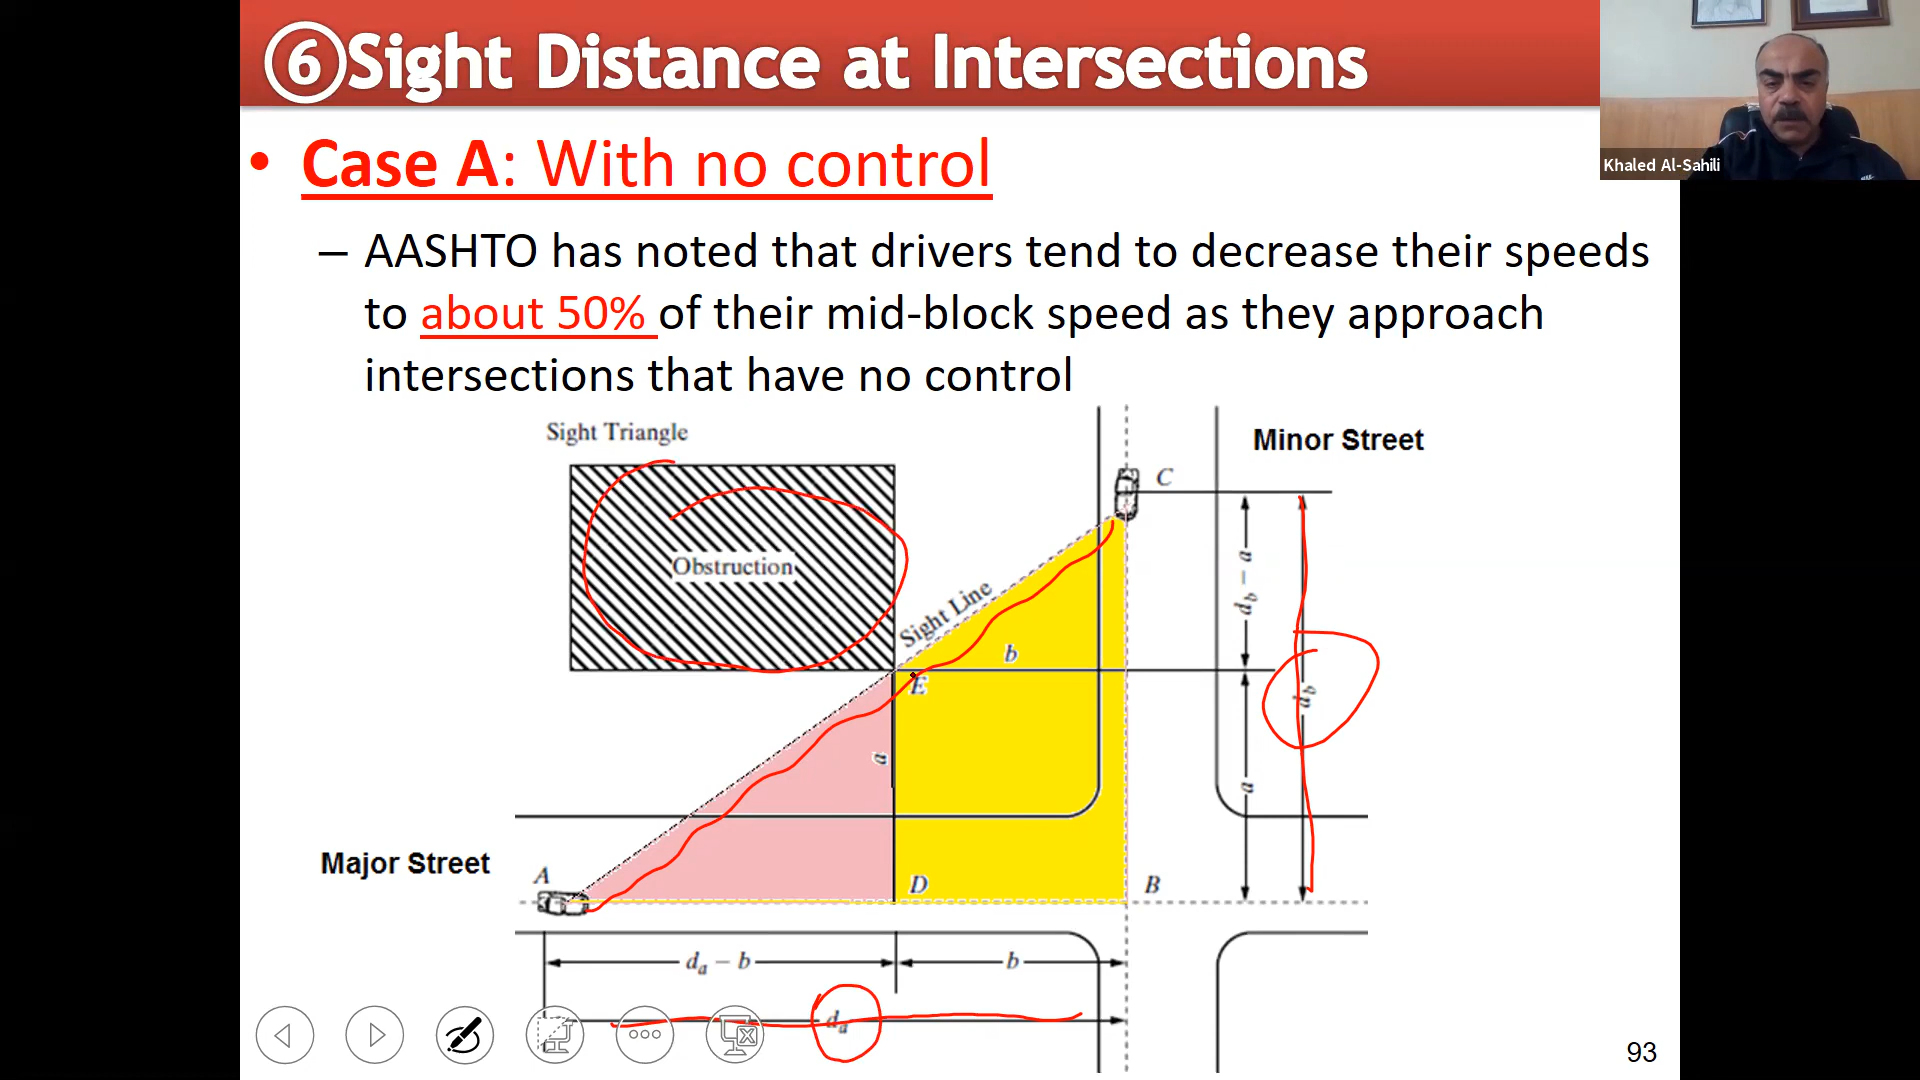 ⑥Sight Distance at Intersections
Khaled Al-Sahili
• Case A: With no control
– AASHTO has noted that drivers tend to decrease their speeds
to about 50% of their mid-block speed as they approach
intersections that have no control
Sight Triangle
Minor Street
C
Obstruction
Sight Line
d_b – a
b
E
d_b
a
a
Major Street
A
D
B
d_a – b
b
d_a
93